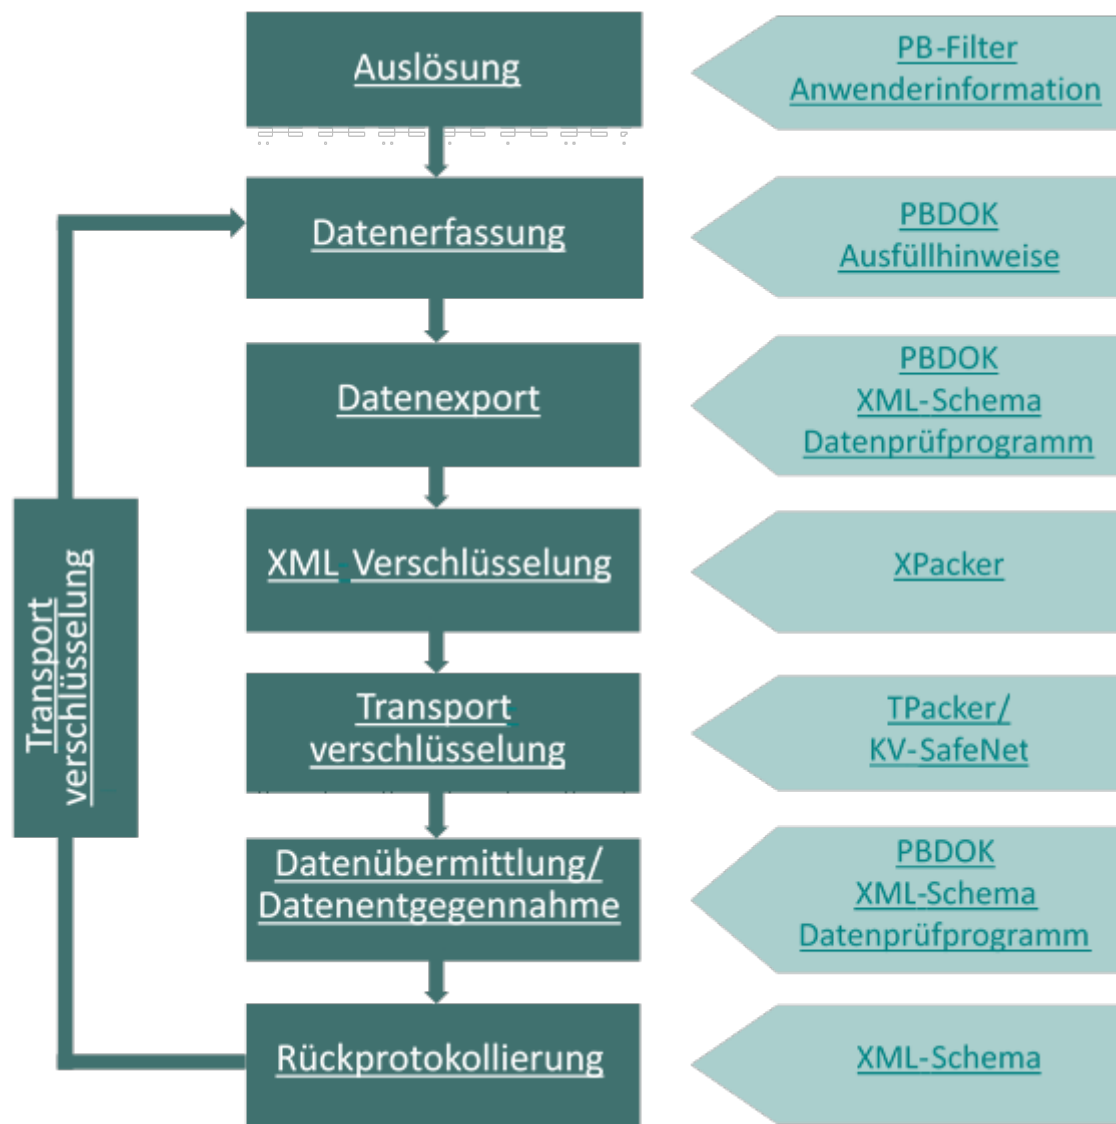 Auslösung
PB-Filter
Anwenderinformation
Datenerfassung
PBDOK
Ausfüllhinweise
Datenexport
PBDOK
XML-Schema
Datenprüfprogramm
XML- Verschlüsselung
XPacker
Transport
verschlüsselung
Transport
verschlüsselung
TPacker/
KV-SafeNet
Datenübermittlung/
Datenentgegennahme
PBDOK
XML-Schema
Datenprüfprogramm
Rückprotokollierung
XML-Schema